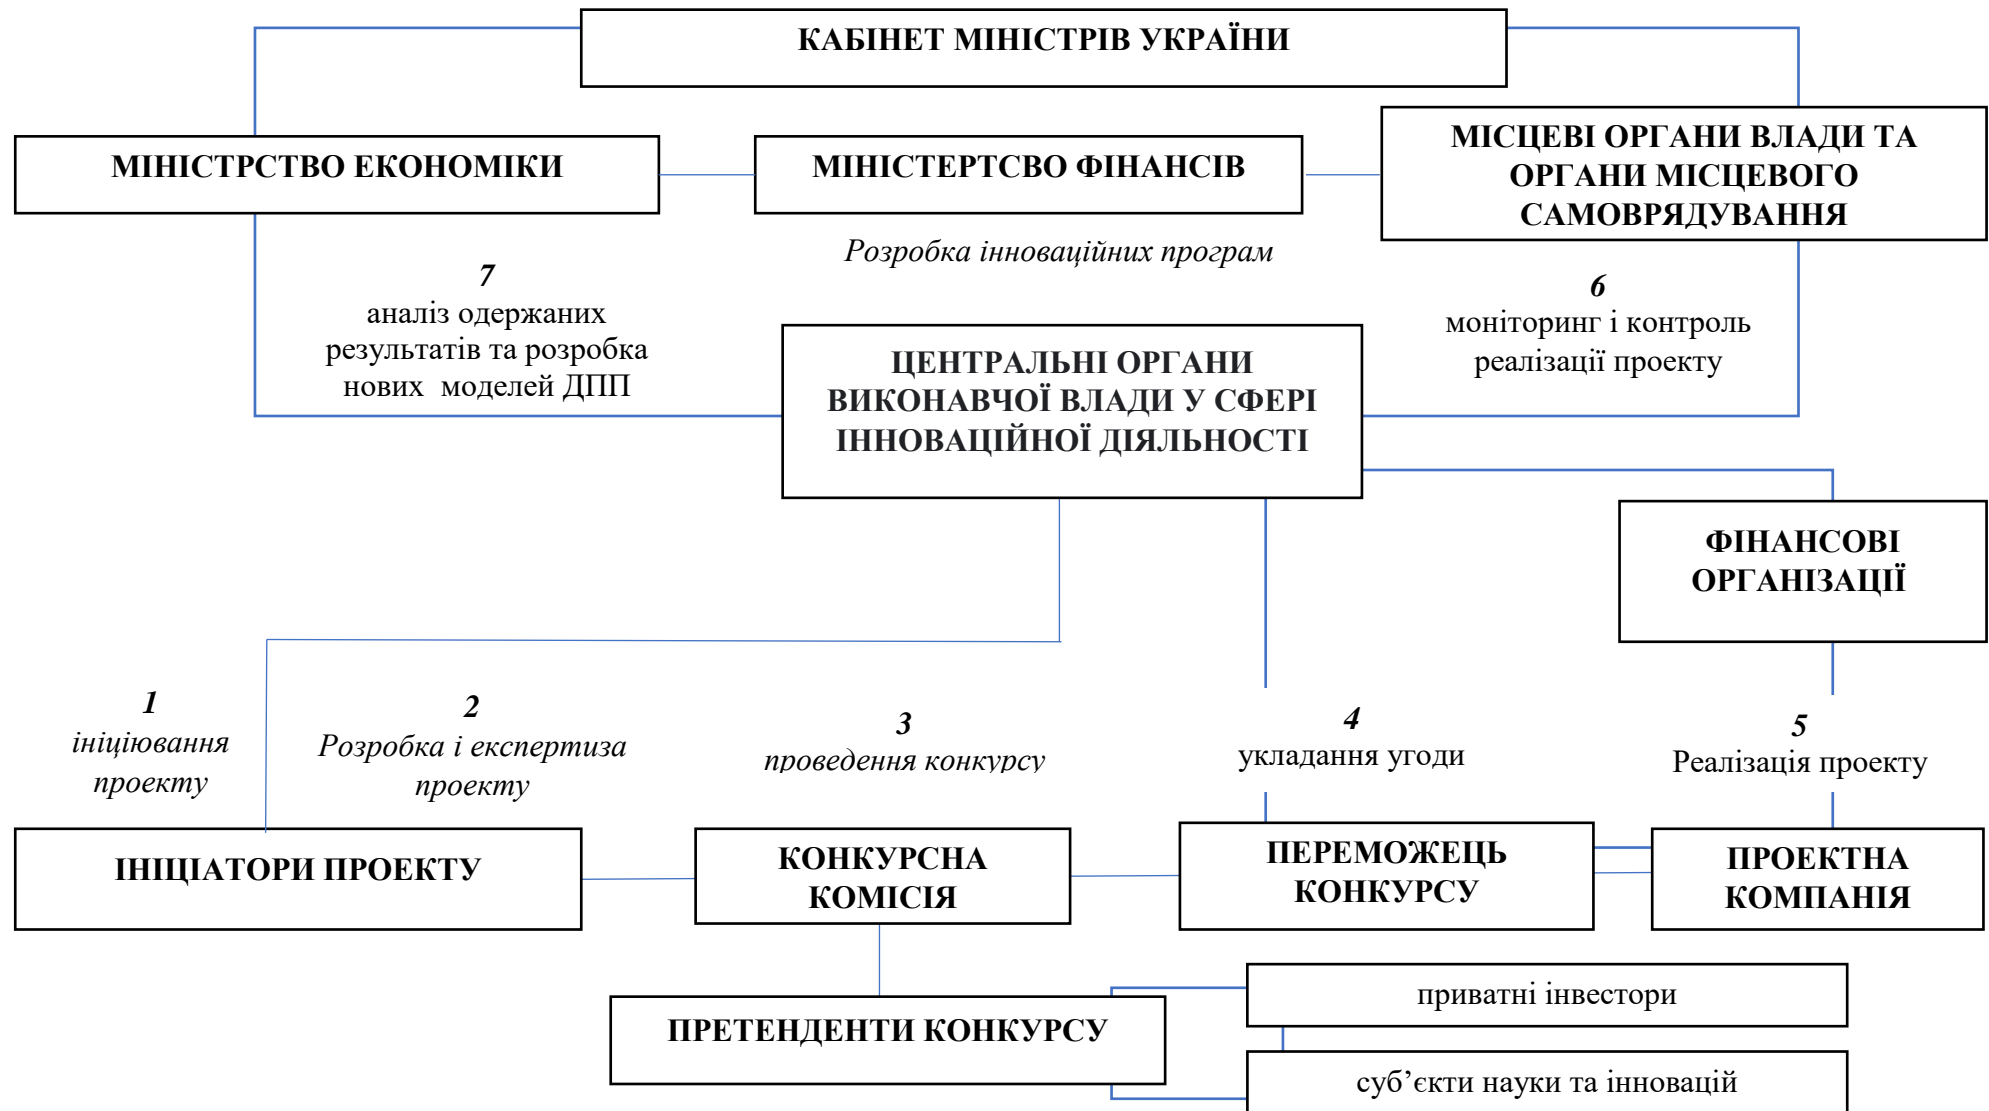 КАБІНЕТ МІНІСТРІВ УКРАЇНИ
МІНІСТРСТВО ЕКОНОМІКИ
МІНІСТЕРТСВО ФІНАНСІВ
МІСЦЕВІ ОРГАНИ ВЛАДИ ТА
ОРГАНИ МІСЦЕВОГО
САМОВРЯДУВАННЯ
Розробка інноваційних програм
7
аналіз одержаних
результатів та розробка
нових моделей ДПП
6
моніторинг і контроль
реалізації проекту
ЦЕНТРАЛЬНІ ОРГАНИ
ВИКОНАВЧОЇ ВЛАДИ У СФЕРІ
ІННОВАЦІЙНОЇ ДІЯЛЬНОСТІ
ФІНАНСОВІ
ОРГАНІЗАЦІЇ
1
ініціювання
проекту
2
Розробка і експертиза
проекту
3
проведення конкурсу
4
укладання угоди
5
Реалізація проекту
ІНІЦІАТОРИ ПРОЕКТУ
КОНКУРСНА
КОМІСІЯ
ПЕРЕМОЖЕЦЬ
КОНКУРСУ
ПРОЕКТНА
КОМПАНІЯ
ПРЕТЕНДЕНТИ КОНКУРСУ
приватні інвестори
суб’єкти науки та інновацій